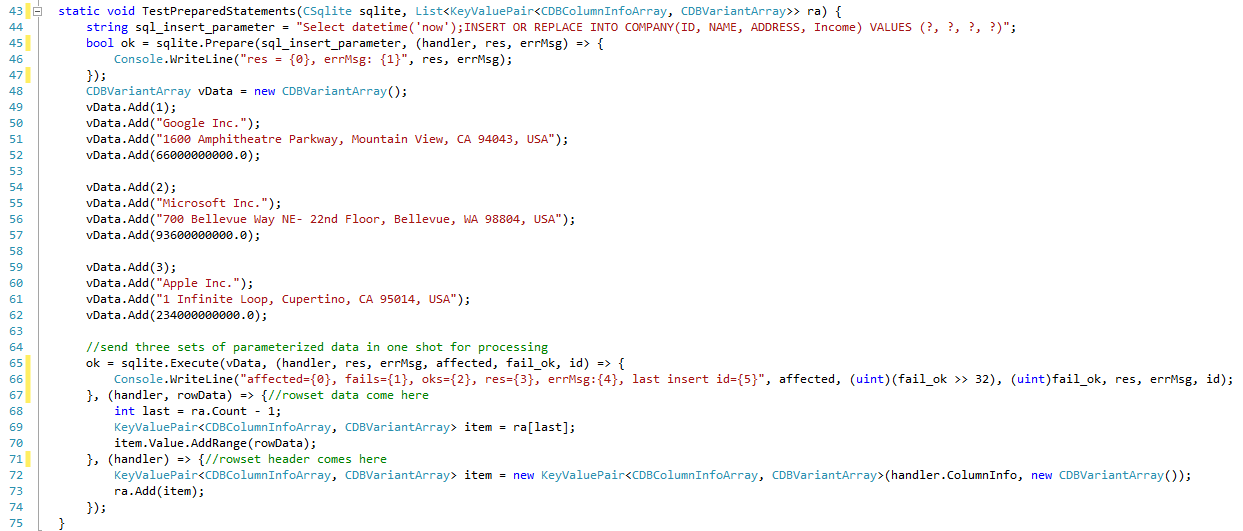 43 static void TestPreparedStatements(CSqlite sqlite, List<KeyValuePair<CDBColumnInfoArray, CDBVariantArray>> ra) {
44     string sql_insert_parameter = "Select datetime('now');INSERT OR REPLACE INTO COMPANY(ID, NAME, ADDRESS, Income) VALUES (?, ?, ?, ?)";
45     bool ok = sqlite.Prepare(sql_insert_parameter, (handler, res, errMsg) => {
46         Console.WriteLine("res = {0}, errMsg: {1}", res, errMsg);
47     });
48     CDBVariantArray vData = new CDBVariantArray();
49     vData.Add(1);
50     vData.Add("Google Inc.");
51     vData.Add("1600 Amphitheatre Parkway, Mountain View, CA 94043, USA");
52     vData.Add(66000000000.0);
53
54     vData.Add(2);
55     vData.Add("Microsoft Inc.");
56     vData.Add("700 Bellevue Way NE- 22nd Floor, Bellevue, WA 98804, USA");
57     vData.Add(93600000000.0);
58
59     vData.Add(3);
60     vData.Add("Apple Inc.");
61     vData.Add("1 Infinite Loop, Cupertino, CA 95014, USA");
62     vData.Add(234000000000.0);
63
64     //send three sets of parameterized data in one shot for processing
65     ok = sqlite.Execute(vData, (handler, res, errMsg, affected, fail_ok, id) => {
66         Console.WriteLine("affected={0}, fails={1}, oks={2}, res={3}, errMsg:{4}, last insert id={5}", affected, (uint)(fail_ok >> 32), (uint)fail_ok, res, errMsg, id);
67     }, (handler, rowData) => {//rowset data come here
68         int last = ra.Count - 1;
69         KeyValuePair<CDBColumnInfoArray, CDBVariantArray> item = ra[last];
70         item.Value.AddRange(rowData);
71     }, (handler) => {//rowset header comes here
72         KeyValuePair<CDBColumnInfoArray, CDBVariantArray> item = new KeyValuePair<CDBColumnInfoArray, CDBVariantArray>(handler.ColumnInfo, new CDBVariantArray());
73         ra.Add(item);
74     });
75 }